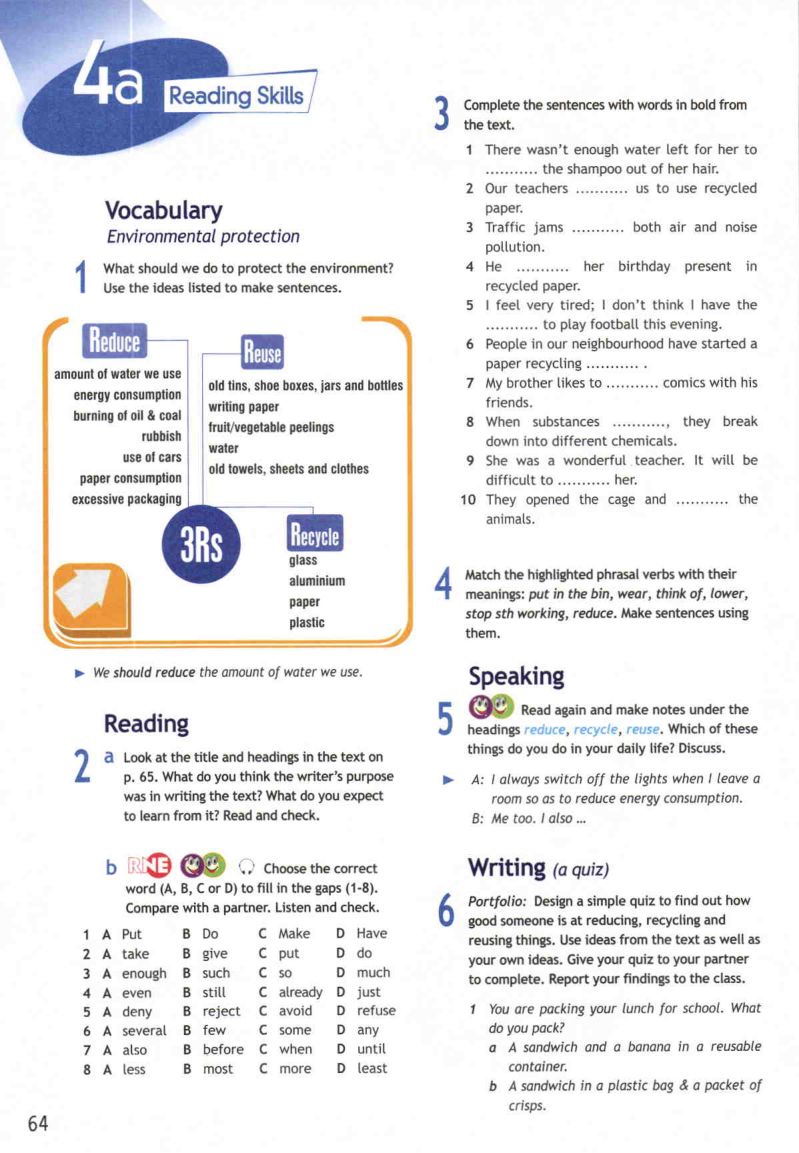 4a Reading Skills
Vocabulary
Environmental protection
1 What should we do to protect the environment?
Use the ideas listed to make sentences.
Reduce
amount of water we use
energy consumption
burning of oil & coal
rubbish
use of cars
paper consumption
excessive packaging
Reuse
old tins, shoe boxes, jars and bottles
writing paper
fruit/vegetable peelings
water
old towels, sheets and clothes
3Rs
Recycle
glass
aluminium
paper
plastic
► We should reduce the amount of water we use.
Reading
2 a Look at the title and headings in the text on
p. 65. What do you think the writer's purpose
was in writing the text? What do you expect
to learn from it? Read and check.
b RNE Choose the correct
word (A, B, C or D) to fill in the gaps (1-8).
Compare with a partner. Listen and check.
1 A Put B Do C Make D Have
2 A take B give C put D do
3 A enough B such C so D much
4 A even B still C already D just
5 A deny B reject C avoid D refuse
6 A several B few C some D any
7 A also B before C when D until
8 A less B most C more D least
64
3 Complete the sentences with words in bold from
the text.
1 There wasn't enough water left for her to
........... the shampoo out of her hair.
2 Our teachers ........... us to use recycled
paper.
3 Traffic jams ........... both air and noise
pollution.
4 He ........... her birthday present in
recycled paper.
5 I feel very tired; I don't think I have the
........... to play football this evening.
6 People in our neighbourhood have started a
paper recycling ........... .
7 My brother likes to ........... comics with his
friends.
8 When substances ..........., they break
down into different chemicals.
9 She was a wonderful teacher. It will be
difficult to ........... her.
10 They opened the cage and ........... the
animals.
4 Match the highlighted phrasal verbs with their
meanings: put in the bin, wear, think of, lower,
stop sth working, reduce. Make sentences using
them.
Speaking
5 Read again and make notes under the
headings reduce, recycle, reuse. Which of these
things do you do in your daily life? Discuss.
► A: I always switch off the lights when I leave a
room so as to reduce energy consumption.
B: Me too. I also ...
Writing (a quiz)
6 Portfolio: Design a simple quiz to find out how
good someone is at reducing, recycling and
reusing things. Use ideas from the text as well as
your own ideas. Give your quiz to your partner
to complete. Report your findings to the class.
1 You are packing your lunch for school. What
do you pack?
a A sandwich and a banana in a reusable
container.
b A sandwich in a plastic bag & a packet of
crisps.